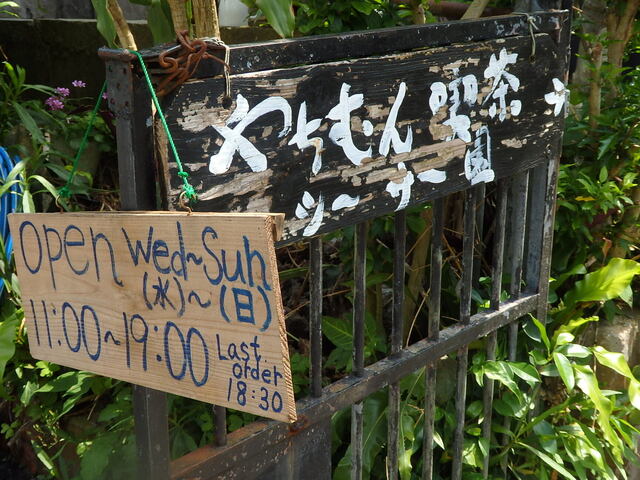 やちむん喫茶
シーサー園
open wed~Sun
(水)~(日)
11:00~19:00
Last order
18:30